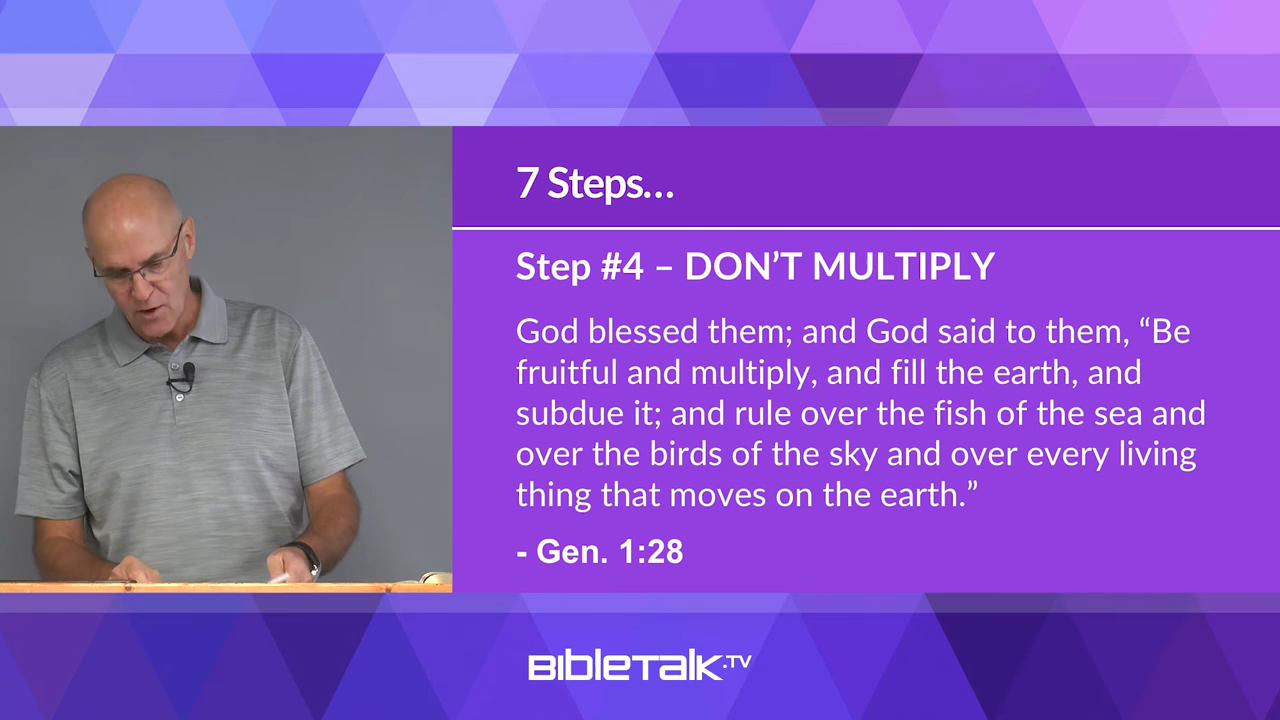 7 Steps...
Step #4 – DON’T MULTIPLY
God blessed them; and God said to them, “Be
fruitful and multiply, and fill the earth, and
subdue it; and rule over the fish of the sea and
over the birds of the sky and over every living
thing that moves on the earth.”
- Gen. 1:28
BIBLETALK.TV